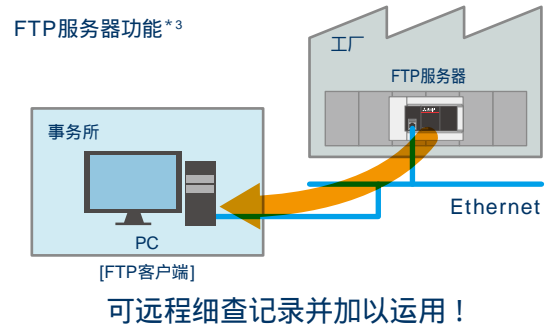 FTP服务器功能*3
工厂
FTP服务器
事务所
Ethernet
PC
[FTP客户端]
可远程细查记录并加以运用！